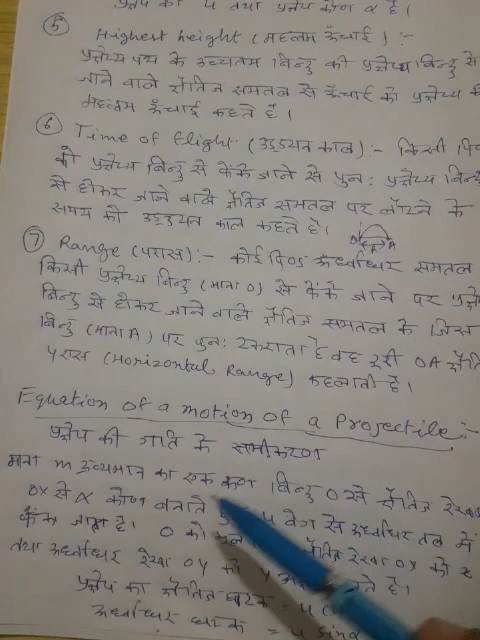 प्रक्षेप का u तथा प्रक्षेप कोण α है।
⑤ Highest height (महत्तम ऊँचाई) :-
प्रक्षेप्य पथ के उच्चतम बिन्दु की प्रक्षेप्य बिन्दु से
जाने वाले क्षैतिज समतल से ऊँचाई को प्रक्षेप्य की
महत्तम ऊँचाई कहते हैं।
⑥ Time of flight (उड्डयन काल) :- किसी
को प्रक्षेप्य बिन्दु से फेंके जाने से पुनः प्रक्षेप्य बिन्दु
से होकर जाने वाले क्षैतिज समतल पर लौटने के
समय को उड्डयन काल कहते हैं।
O A
⑦ Range (परास) :- कोई पिण्ड ऊर्ध्वाधर समतल
किसी प्रक्षेप्य बिन्दु (माना O) से फेंके जाने पर
बिन्दु से होकर जाने वाले क्षैतिज समतल के जिस
बिन्दु (माना A) पर पुनः टकराता है वह दूरी OA
परास (Horizontal Range) कहलाती है।
Equation of a motion of a Projectile :-
प्रक्षेप की गति के समीकरण
माना m द्रव्यमान का एक कण बिन्दु O से क्षैतिज रेखा
OX से α कोण बनाते u वेग से ऊर्ध्वाधर तल में
फेंका जाता है। O को क्षैतिज रेखा OX को x
तथा ऊर्ध्वाधर रेखा OY को y हैं।
प्रक्षेप का क्षैतिज घटक = u
ऊर्ध्वाधर घटक = u sinα